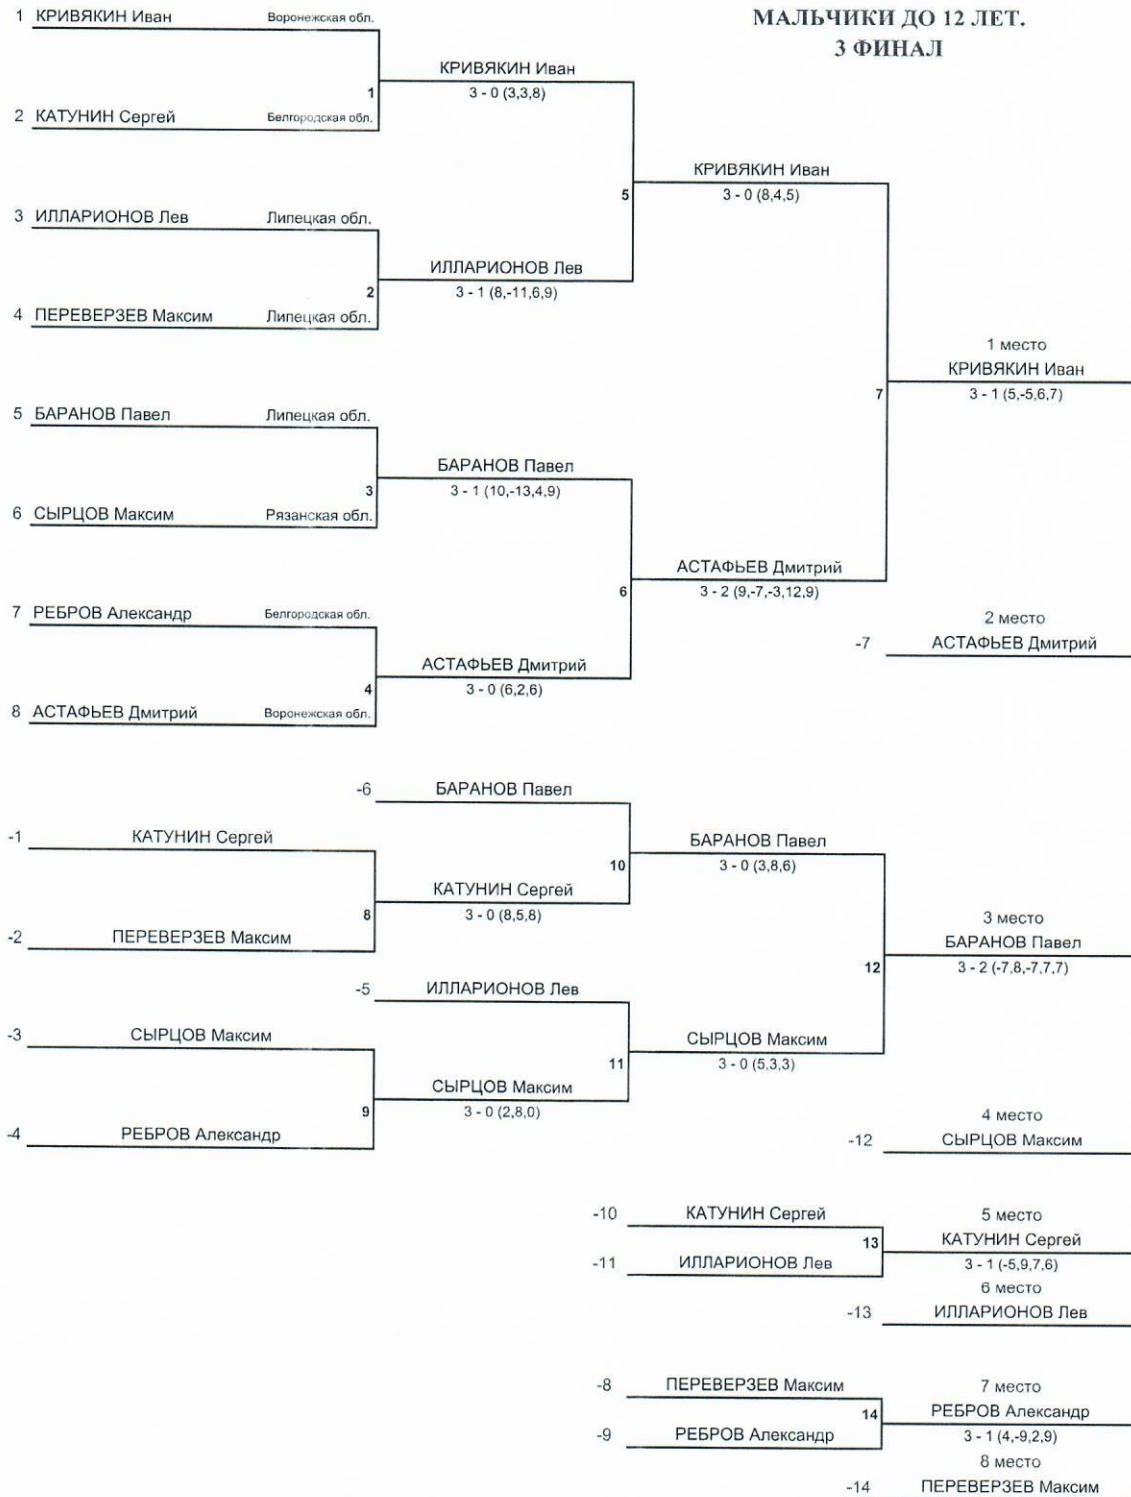 МАЛЬЧИКИ ДО 12 ЛЕТ.
3 ФИНАЛ
1 КРИВЯКИН Иван Воронежская обл.
КРИВЯКИН Иван
1 3 - 0 (3,3,8)
2 КАТУНИН Сергей Белгородская обл.
КРИВЯКИН Иван
5 3 - 0 (8,4,5)
3 ИЛЛАРИОНОВ Лев Липецкая обл.
ИЛЛАРИОНОВ Лев
2 3 - 1 (8,-11,6,9)
4 ПЕРЕВЕРЗЕВ Максим Липецкая обл.
1 место
КРИВЯКИН Иван
7 3 - 1 (5,-5,6,7)
5 БАРАНОВ Павел Липецкая обл.
БАРАНОВ Павел
3 3 - 1 (10,-13,4,9)
6 СЫРЦОВ Максим Рязанская обл.
АСТАФЬЕВ Дмитрий
6 3 - 2 (9,-7,-3,12,9)
7 РЕБРОВ Александр Белгородская обл.
2 место
-7 АСТАФЬЕВ Дмитрий
АСТАФЬЕВ Дмитрий
4 3 - 0 (6,2,6)
8 АСТАФЬЕВ Дмитрий Воронежская обл.
-6 БАРАНОВ Павел
-1 КАТУНИН Сергей
БАРАНОВ Павел
10 3 - 0 (3,8,6)
КАТУНИН Сергей
8 3 - 0 (8,5,8)
-2 ПЕРЕВЕРЗЕВ Максим
3 место
БАРАНОВ Павел
12 3 - 2 (-7,8,-7,7,7)
-5 ИЛЛАРИОНОВ Лев
-3 СЫРЦОВ Максим
СЫРЦОВ Максим
11 3 - 0 (5,3,3)
СЫРЦОВ Максим
9 3 - 0 (2,8,0)
-4 РЕБРОВ Александр
4 место
-12 СЫРЦОВ Максим
-10 КАТУНИН Сергей
5 место
13 КАТУНИН Сергей
-11 ИЛЛАРИОНОВ Лев
3 - 1 (-5,9,7,6)
6 место
-13 ИЛЛАРИОНОВ Лев
-8 ПЕРЕВЕРЗЕВ Максим
7 место
14 РЕБРОВ Александр
-9 РЕБРОВ Александр
3 - 1 (4,-9,2,9)
8 место
-14 ПЕРЕВЕРЗЕВ Максим